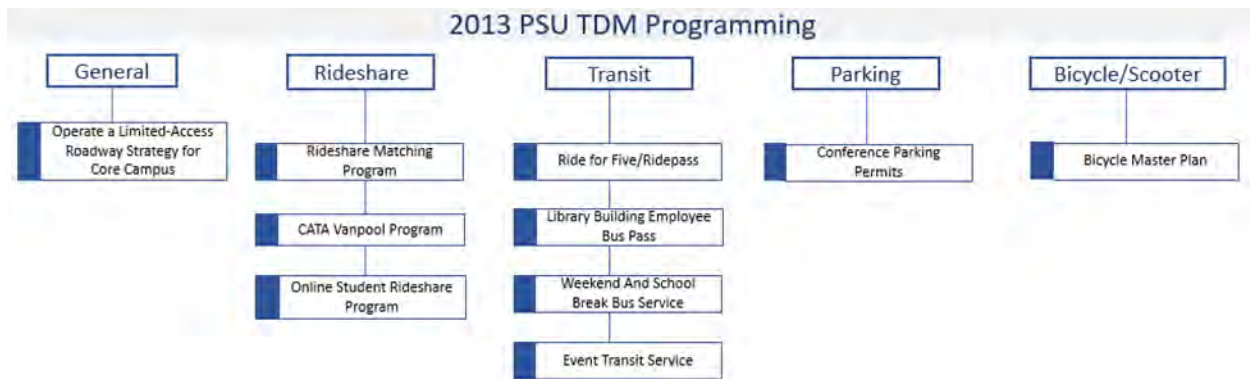 2013 PSU TDM Programming
General
Rideshare
Transit
Parking
Bicycle/Scooter
Operate a Limited-Access
Roadway Strategy for
Core Campus
Rideshare Matching
Program
CATA Vanpool Program
Online Student Rideshare
Program
Ride for Five/Ridepass
Library Building Employee
Bus Pass
Weekend And School
Break Bus Service
Event Transit Service
Conference Parking
Permits
Bicycle Master Plan